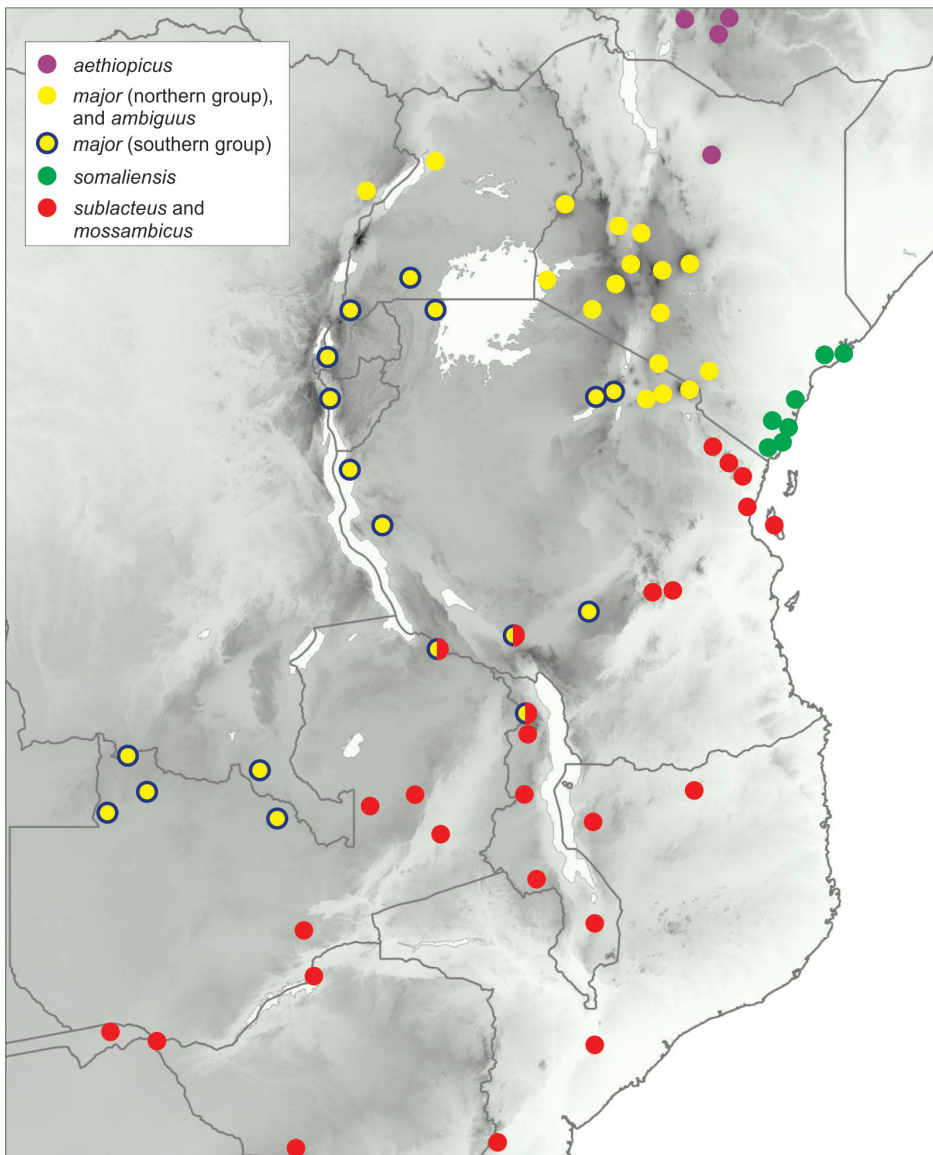 aethiopicus
major (northern group),
and ambiguus
major (southern group)
somaliensis
sublacteus and
mossambicus